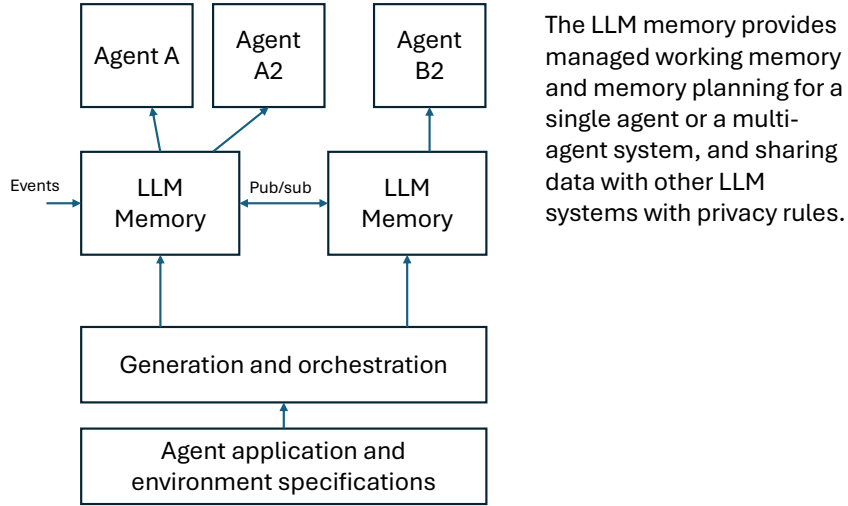 Agent A
Agent
A2
Agent
B2
The LLM memory provides
managed working memory
and memory planning for a
single agent or a multi-
agent system, and sharing
data with other LLM
systems with privacy rules.
Events
LLM
Memory
Pub/sub
LLM
Memory
Generation and orchestration
Agent application and
environment specifications